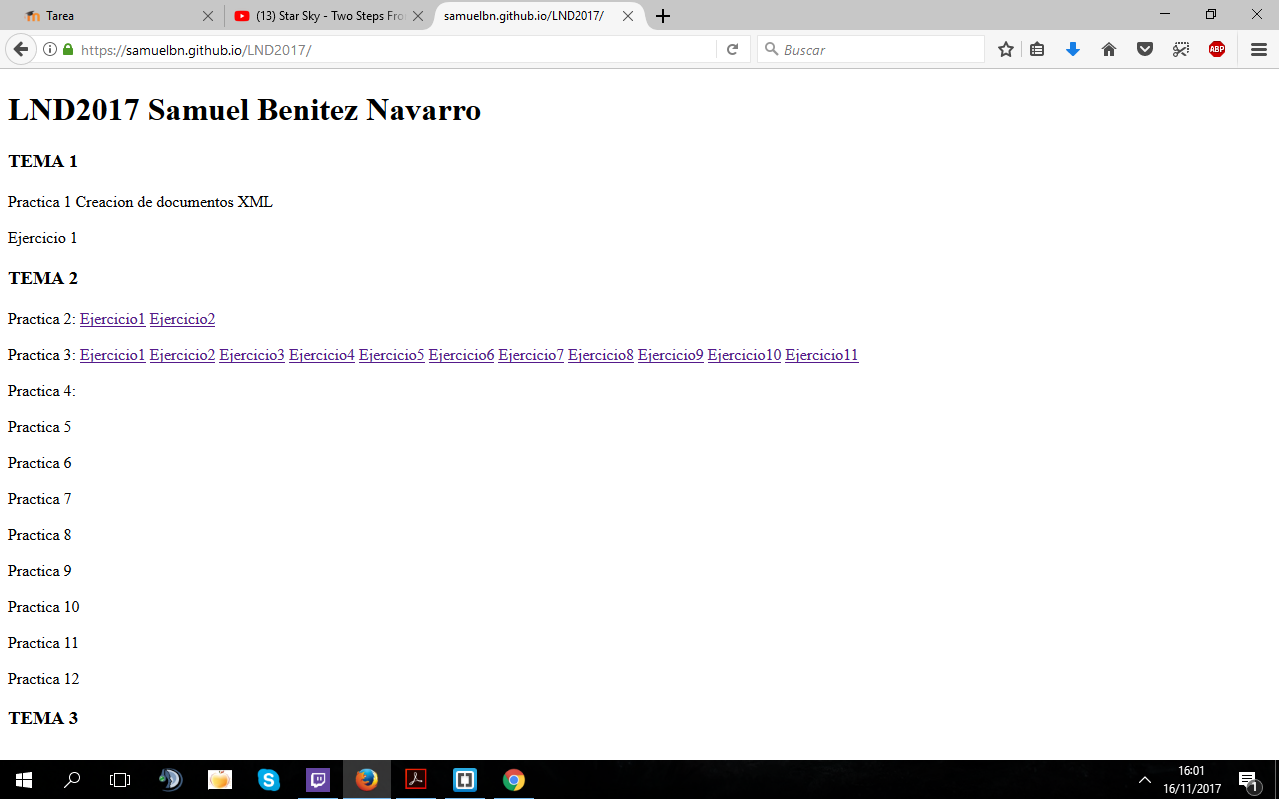 Tarea
(13) Star Sky - Two Steps Fro
samuelbn.github.io/LND2017/
https://samuelbn.github.io/LND2017/
Buscar
ABP
LND2017 Samuel Benitez Navarro
TEMA 1
Practica 1 Creacion de documentos XML
Ejercicio 1
TEMA 2
Practica 2: Ejercicio1 Ejercicio2
Practica 3: Ejercicio1 Ejercicio2 Ejercicio3 Ejercicio4 Ejercicio5 Ejercicio6 Ejercicio7 Ejercicio8 Ejercicio9 Ejercicio10 Ejercicio11
Practica 4:
Practica 5
Practica 6
Practica 7
Practica 8
Practica 9
Practica 10
Practica 11
Practica 12
TEMA 3
16:01
16/11/2017
1